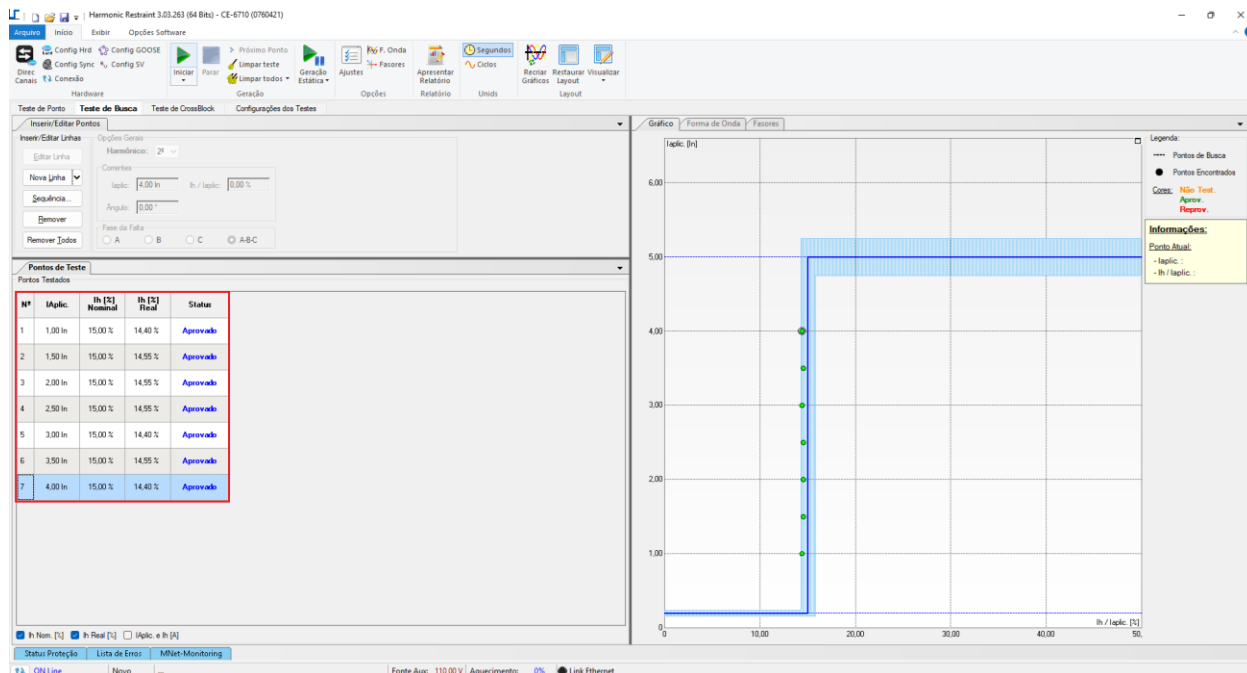 Harmonic Restraint 3.03.263 (64 Bits) - CE-6710 (0760421)
Arquivo Início Exibir Opções Software
Direc Canais
Config Hrd
Config Sync
Conexão
Config GOOSE
Config SV
Hardware
Iniciar
Parar
Próximo Ponto
Limpar teste
Limpar todos
Geração Estática
Geração
Ajustes
F. Onda
Fasores
Opções
Apresentar Relatório
Relatório
Segundos
Ciclos
Unids
Recriar Gráficos
Restaurar Layout
Visualizar
Layout
Teste de Ponto Teste de Busca Teste de CrossBlock Configurações dos Testes
Inserir/Editar Pontos
Inserir/Editar Linhas
Editar Linha
Nova Linha
Sequência...
Remover
Remover Todos
Opções Gerais
Harmônico: 2ª
Correntes
Iaplic: 4,00 In Ih / Iaplic: 0,00 %
Ângulo: 0,00 °
Fase da Falta
A B C A-B-C
Pontos de Teste
Pontos Testados
Nº IAplic. Ih [%] Nominal Ih [%] Real Status
1 1,00 In 15,00 % 14,40 % Aprovado
2 1,50 In 15,00 % 14,55 % Aprovado
3 2,00 In 15,00 % 14,55 % Aprovado
4 2,50 In 15,00 % 14,55 % Aprovado
5 3,00 In 15,00 % 14,40 % Aprovado
6 3,50 In 15,00 % 14,55 % Aprovado
7 4,00 In 15,00 % 14,40 % Aprovado
Ih Nom. [%] Ih Real [%] IAplic. e Ih [A]
Gráfico Forma de Onda Fasores
Iaplic. [In]
6,00
5,00
4,00
3,00
2,00
1,00
0
0 10,00 20,00 30,00 40,00 50,
Ih / Iaplic. [%]
Legenda:
Pontos de Busca
Pontos Encontrados
Cores: Não Test.
Aprov.
Reprov.
Informações:
Ponto Atual:
- Iaplic. :
- Ih / Iaplic. :
Status Proteção Lista de Erros MNet-Monitoring
ON Line Novo ... Fonte Aux: 110,00 V Aquecimento: 0% Link Ethernet